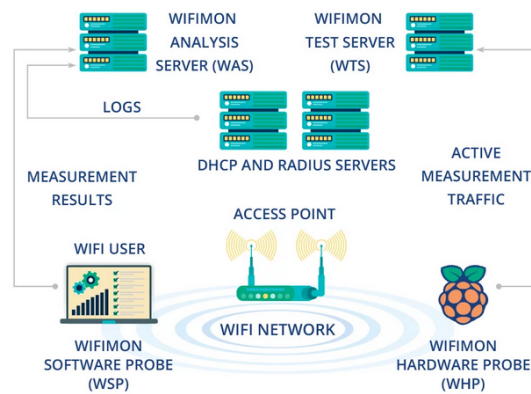 WIFIMON
ANALYSIS
SERVER (WAS)
WIFIMON
TEST SERVER
(WTS)
LOGS
DHCP AND RADIUS SERVERS
MEASUREMENT
RESULTS
ACTIVE
MEASUREMENT
TRAFFIC
ACCESS POINT
WIFI USER
WIFI NETWORK
WIFIMON
SOFTWARE PROBE
(WSP)
WIFIMON
HARDWARE PROBE
(WHP)